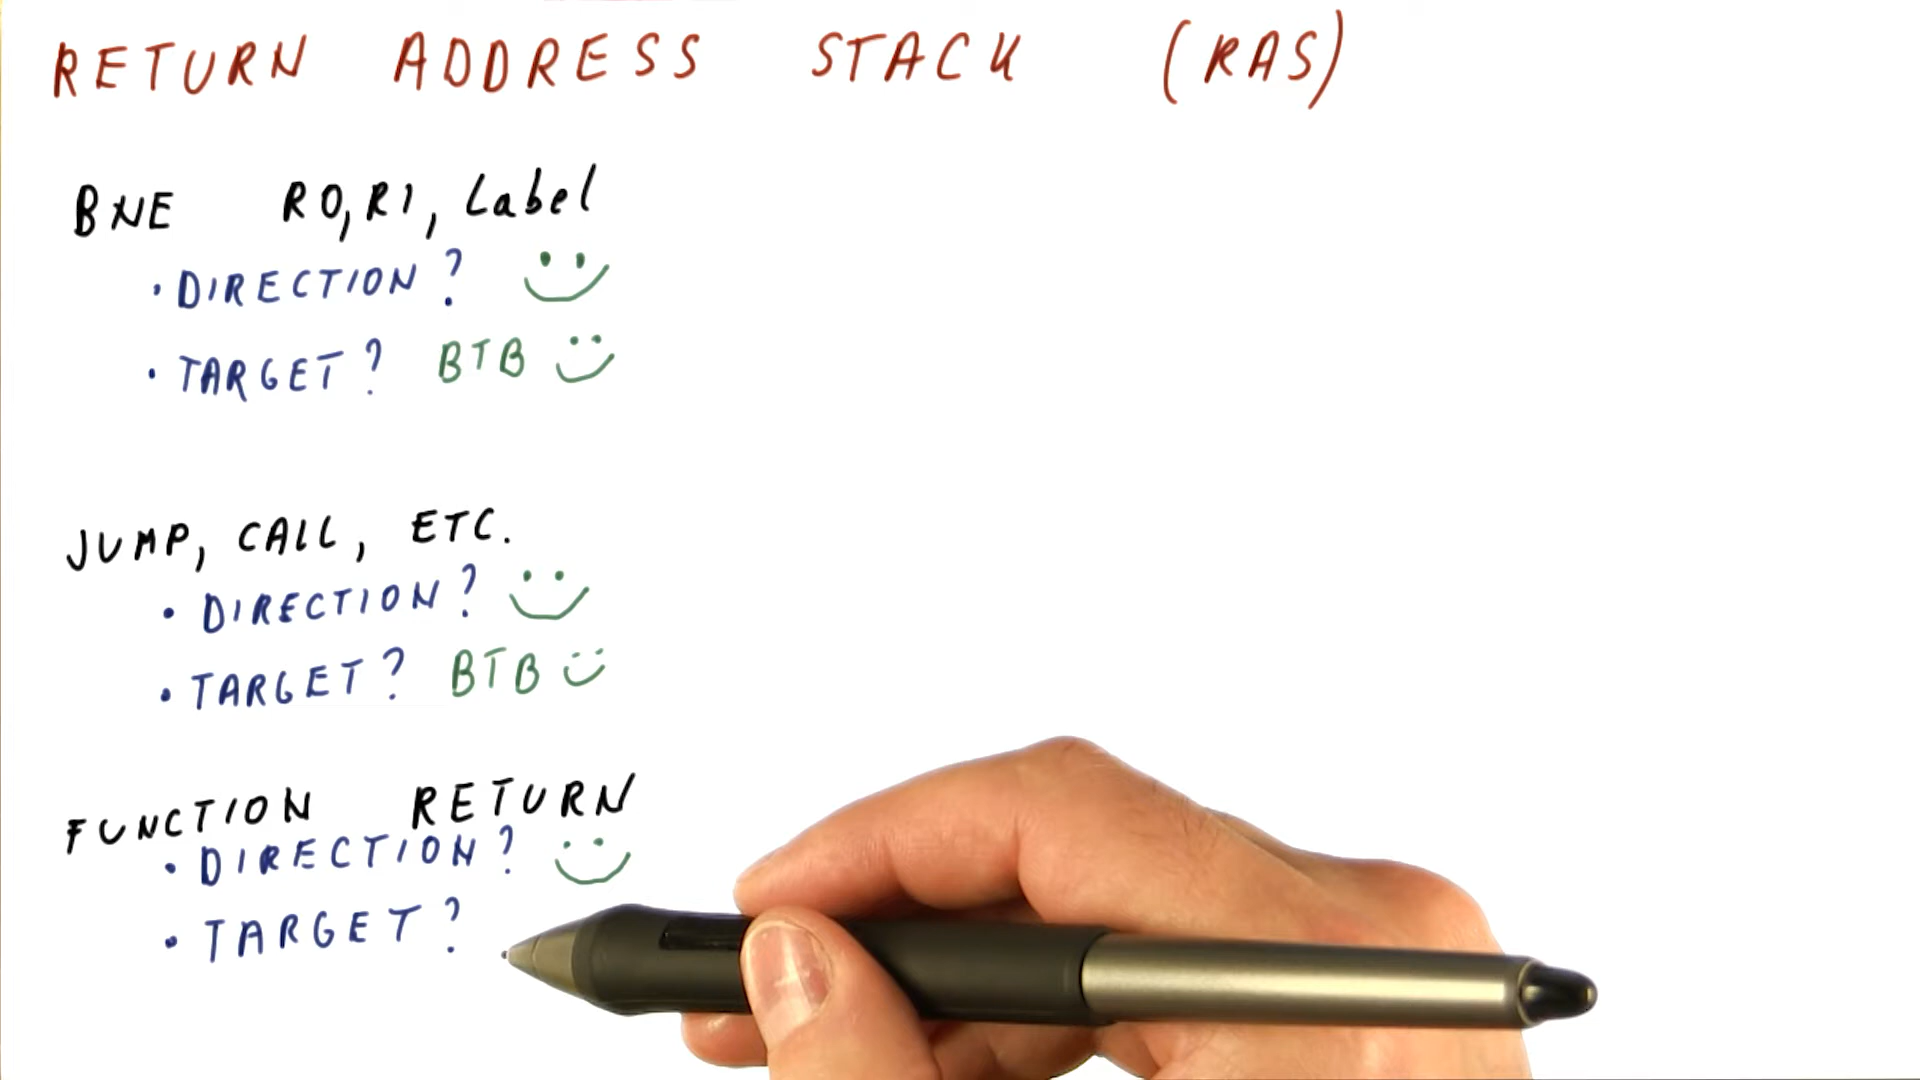 RETURN ADDRESS STACK (RAS)
BNE R0,R1, Label
• DIRECTION?
• TARGET? BTB
JUMP, CALL, ETC.
• DIRECTION?
• TARGET? BTB
FUNCTION RETURN
• DIRECTION?
• TARGET?